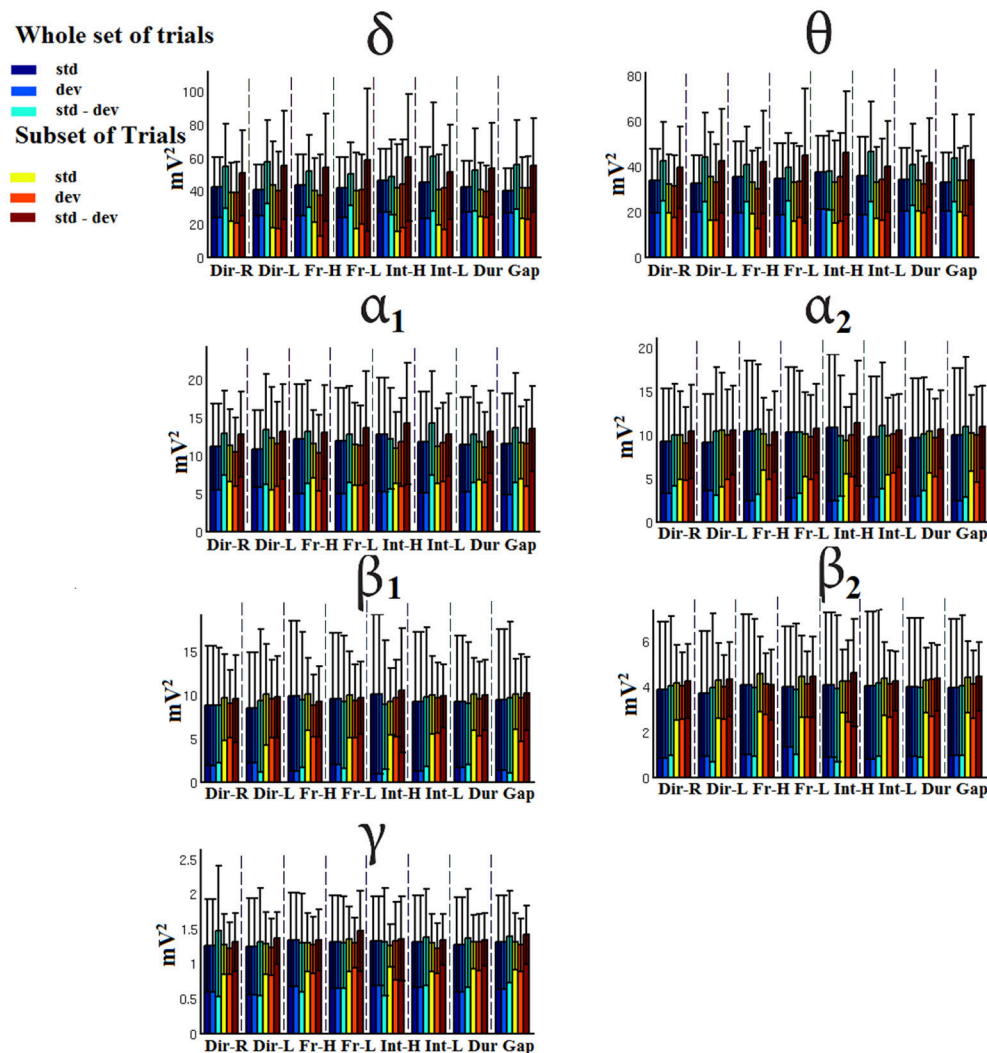 Whole set of trials
std
dev
std - dev
Subset of Trials
std
dev
std - dev
δ
mV²
100
80
60
40
20
0
Dir-R Dir-L Fr-H Fr-L Int-H Int-L Dur Gap
θ
mV²
80
60
40
20
0
Dir-R Dir-L Fr-H Fr-L Int-H Int-L Dur Gap
α₁
mV²
20
15
10
5
0
Dir-R Dir-L Fr-H Fr-L Int-H Int-L Dur Gap
α₂
mV²
20
15
10
5
0
Dir-R Dir-L Fr-H Fr-L Int-H Int-L Dur Gap
β₁
mV²
15
10
5
0
Dir-R Dir-L Fr-H Fr-L Int-H Int-L Dur Gap
β₂
mV²
6
4
2
0
Dir-R Dir-L Fr-H Fr-L Int-H Int-L Dur Gap
γ
mV²
2.5
2
1.5
1
0.5
0
Dir-R Dir-L Fr-H Fr-L Int-H Int-L Dur Gap